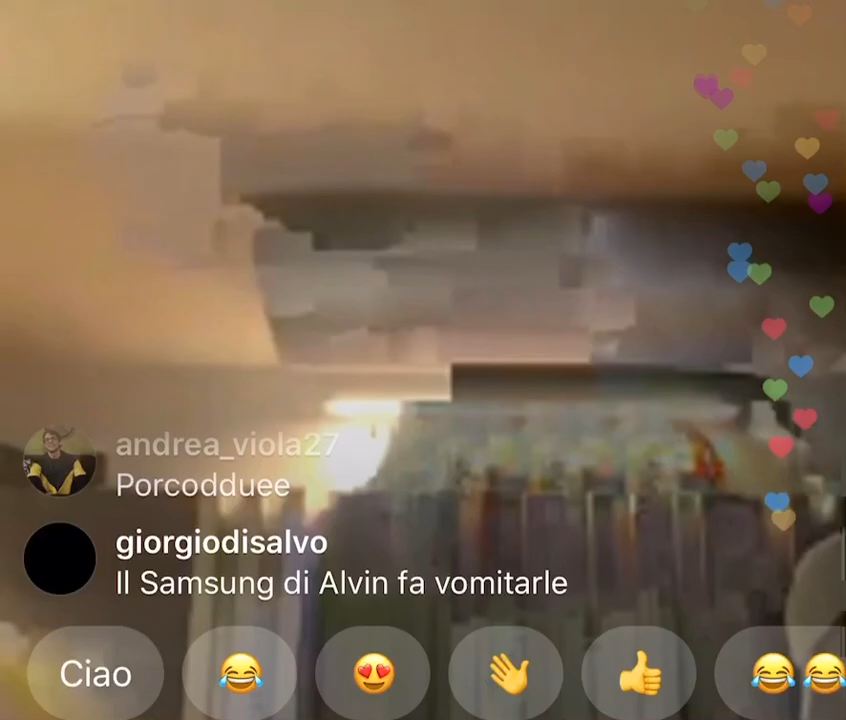 andrea_viola27
Porcodduee
giorgiodisalvo
Il Samsung di Alvin fa vomitarle
Ciao